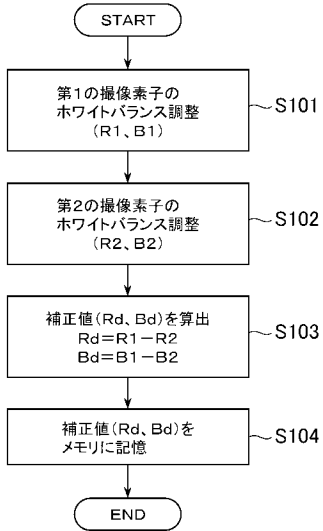 START
第1の撮像素子の
ホワイトバランス調整
(R1、B1)
S101
第2の撮像素子の
ホワイトバランス調整
(R2、B2)
S102
補正値(Rd、Bd)を算出
Rd=R1-R2
Bd=B1-B2
S103
補正値(Rd、Bd)を
メモリに記憶
S104
END